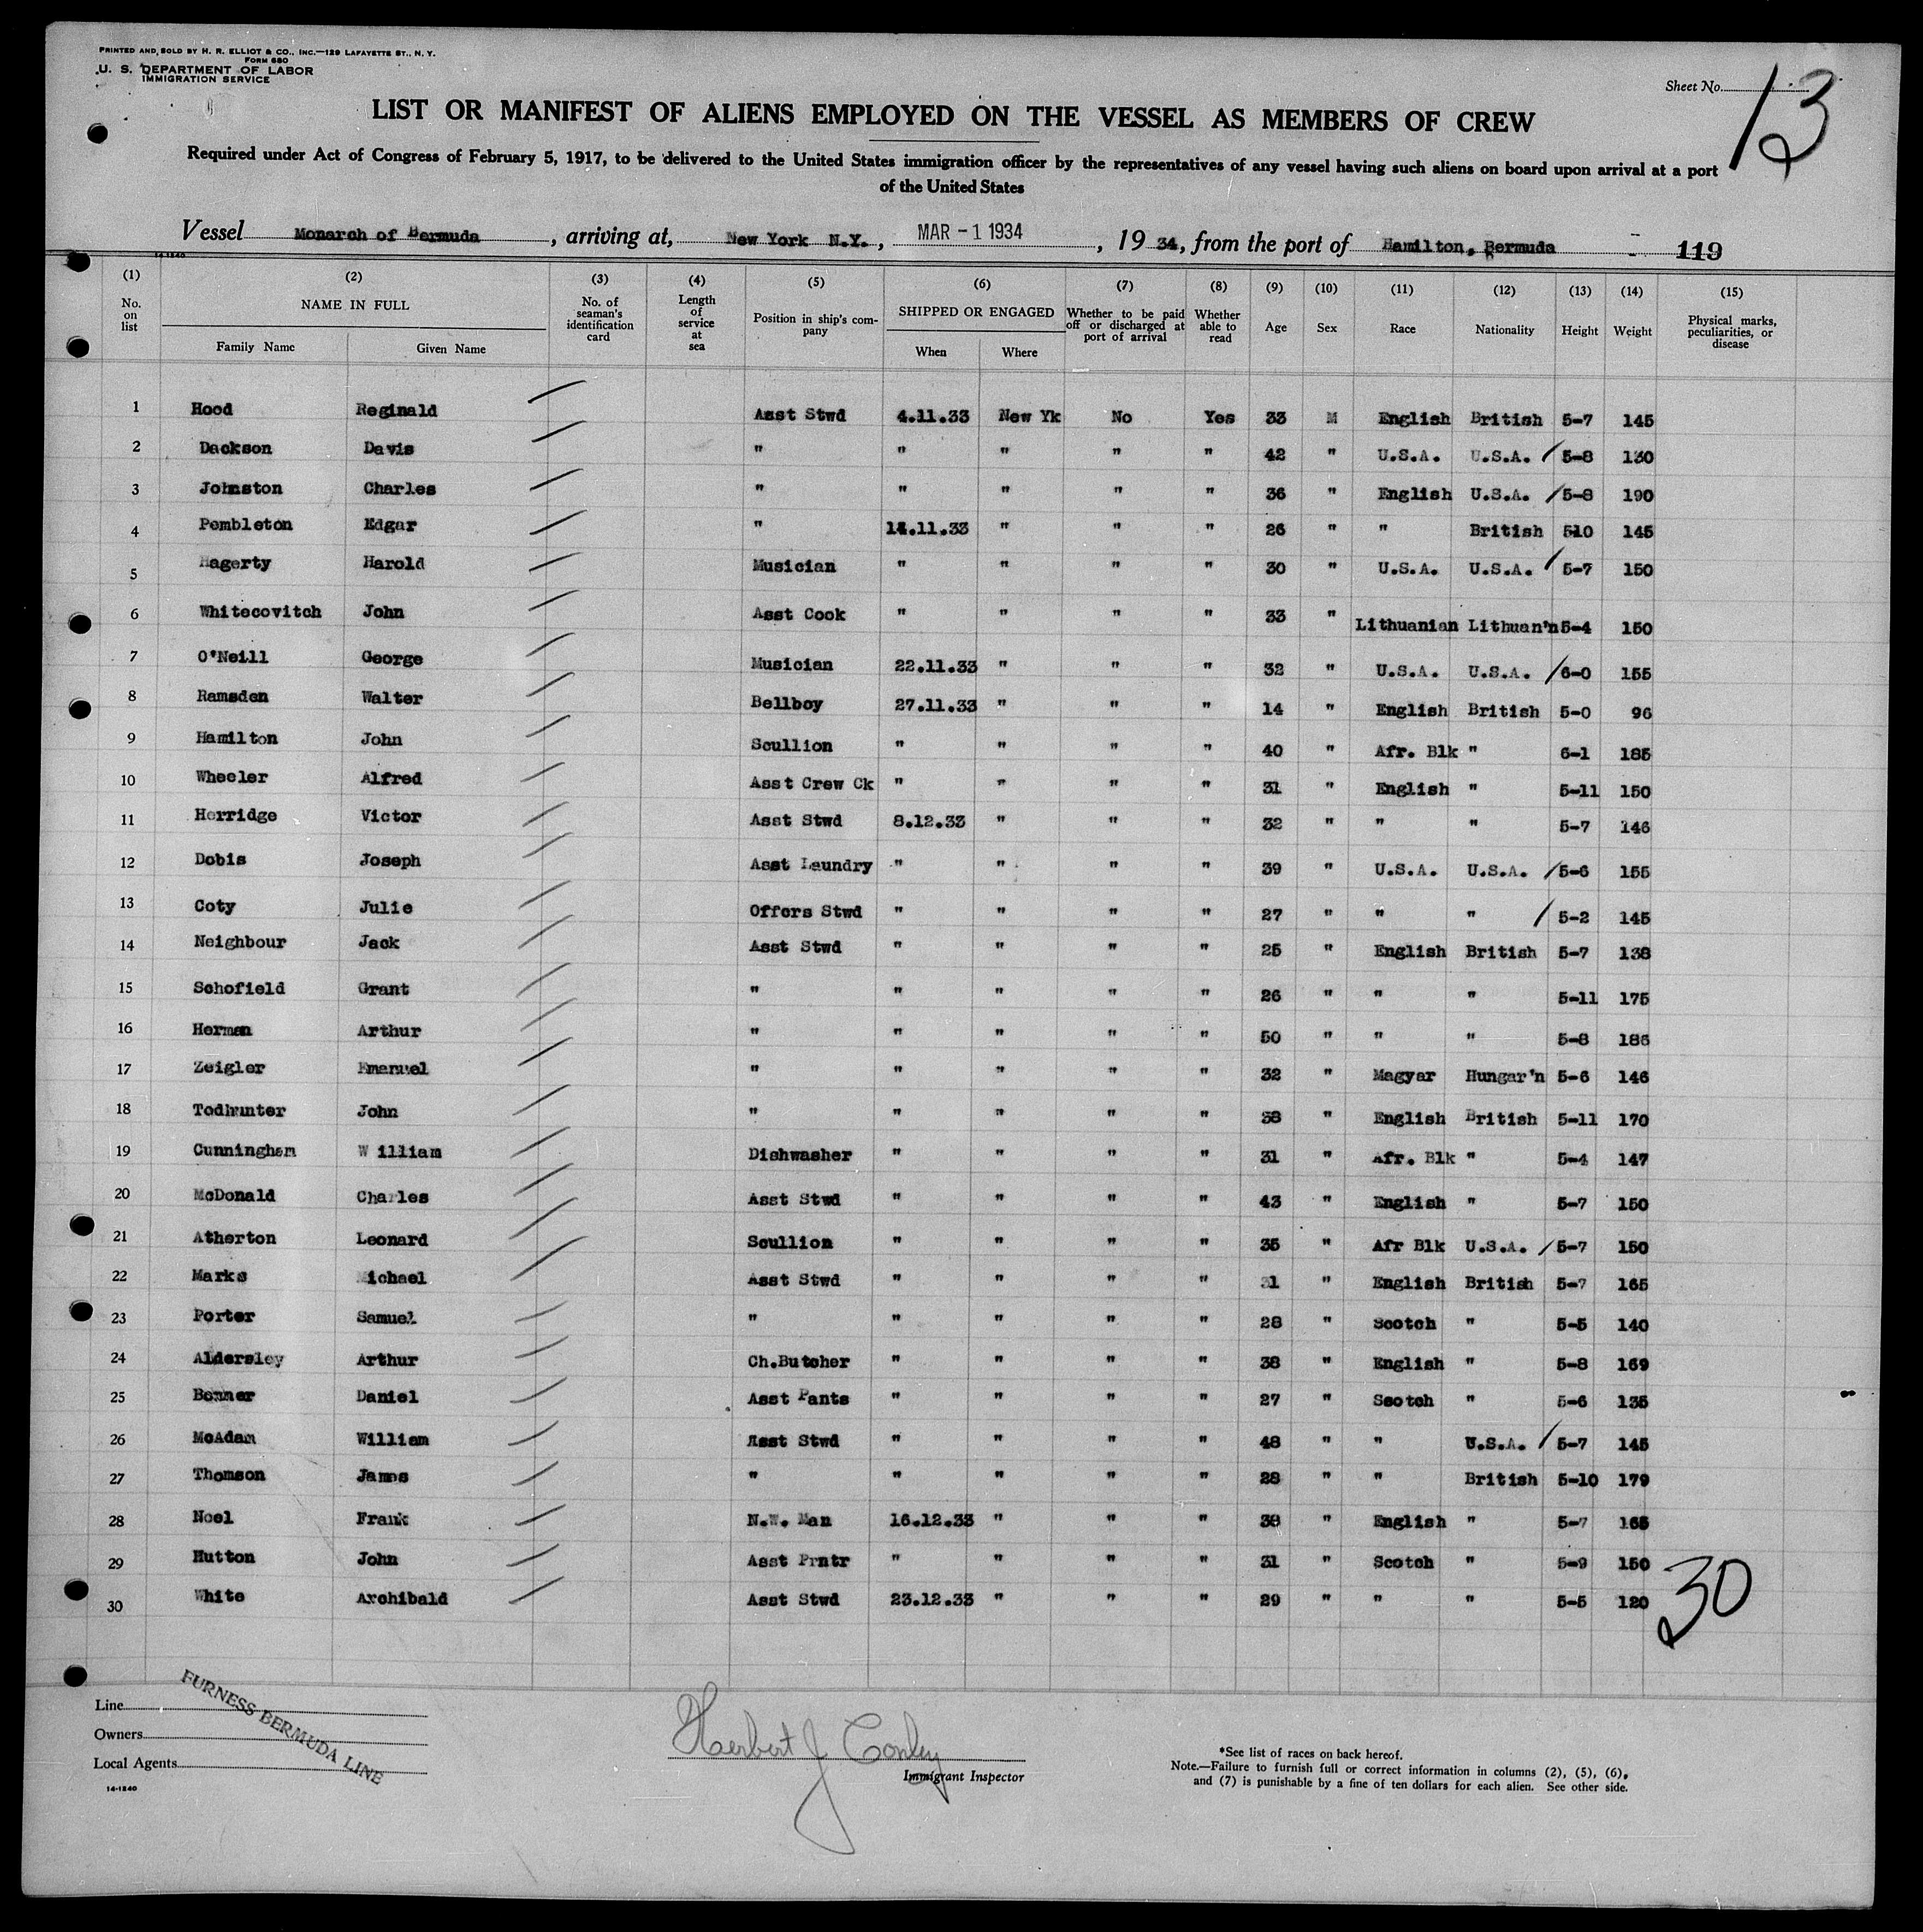 PRINTED AND SOLD BY H. R. ELLIOT & CO., INC.—129 LAFAYETTE ST., N. Y.
FORM 680
U. S. DEPARTMENT OF LABOR
IMMIGRATION SERVICE
Sheet No. 13
LIST OR MANIFEST OF ALIENS EMPLOYED ON THE VESSEL AS MEMBERS OF CREW
Required under Act of Congress of February 5, 1917, to be delivered to the United States immigration officer by the representatives of any vessel having such aliens on board upon arrival at a port
of the United States
Vessel Monarch of Bermuda, arriving at, New York N.Y., MAR - 1 1934, 19 34, from the port of Hamilton, Bermuda 119
14-1240
(1) (2) (3) (4) (5) (6) (7) (8) (9) (10) (11) (12) (13) (14) (15)
No. on list NAME IN FULL Family Name Given Name No. of seaman's identification card Length of service at sea Position in ship's company SHIPPED OR ENGAGED When Where Whether to be paid off or discharged at port of arrival Whether able to read Age Sex Race Nationality Height Weight Physical marks, peculiarities, or disease
1 Hood Reginald Asst Stwd 4.11.33 New Yk No Yes 33 M English British 5-7 145
2 Dackson Davis " " " " " 42 " U.S.A. U.S.A. 5-8 130
3 Johnston Charles " " " " " 36 " English U.S.A. 5-8 190
4 Pembleton Edgar " 14.11.33 " " " 26 " " British 510 145
5 Hagerty Harold Musician " " " " 30 " U.S.A. U.S.A. 5-7 150
6 Whitecovitch John Asst Cook " " " " 33 " Lithuanian Lithuan'n 5-4 150
7 O'Neill George Musician 22.11.33 " " " 32 " U.S.A. U.S.A. 6-0 155
8 Ramsden Walter Bellboy 27.11.33 " " " 14 " English British 5-0 96
9 Hamilton John Scullion " " " " 40 " Afr. Blk " 6-1 185
10 Wheeler Alfred Asst Crew Ck " " " " 31 " English " 5-11 150
11 Herridge Victor Asst Stwd 8.12.33 " " " 32 " " " 5-7 146
12 Dobis Joseph Asst Laundry " " " " 39 " U.S.A. U.S.A. 5-6 155
13 Coty Julie Offers Stwd " " " " 27 " " " 5-2 145
14 Neighbour Jack Asst Stwd " " " " 25 " English British 5-7 138
15 Schofield Grant " " " " " 26 " " " 5-11 175
16 Herman Arthur " " " " " 50 " " " 5-8 186
17 Zeigler Emanuel " " " " " 32 " Magyar Hungar'n 5-6 146
18 Todhunter John " " " " " 38 " English British 5-11 170
19 Cunningham W illiam Dishwasher " " " " 31 " Afr. Blk " 5-4 147
20 McDonald Charles Asst Stwd " " " " 43 " English " 5-7 150
21 Atherton Leonard Scullion " " " " 35 " Afr Blk U.S.A. 5-7 150
22 Marks Michael Asst Stwd " " " " 31 " English British 5-7 165
23 Porter Samuel " " " " " 28 " Scotch " 5-5 140
24 Aldersley Arthur Ch.Butcher " " " " 38 " English " 5-8 169
25 Bonner Daniel Asst Pants " " " " 27 " Scotch " 5-6 135
26 McAdam William Asst Stwd " " " " 48 " " U.S.A. 5-7 145
27 Thomson James " " " " " 28 " " British 5-10 179
28 Noel Frank N.W. Man 16.12.33 " " " 38 " English " 5-7 165
29 Hutton John Asst Prntr " " " " 31 " Scotch " 5-9 150
30 White Archibald Asst Stwd 23.12.33 " " " 29 " " " 5-5 120
30
Line
Owners
Local Agents
FURNESS BERMUDA LINE
14-1240
Herbert J Conley
Immigrant Inspector
*See list of races on back hereof.
Note.—Failure to furnish full or correct information in columns (2), (5), (6),
and (7) is punishable by a fine of ten dollars for each alien. See other side.